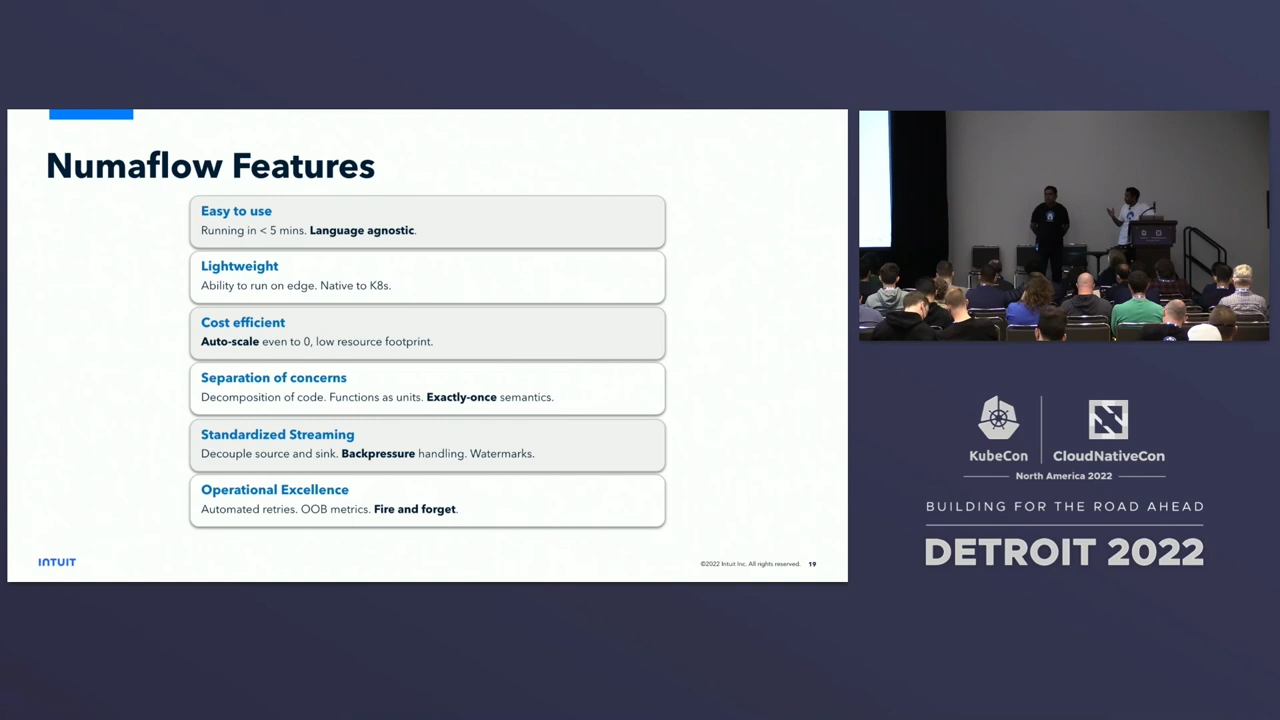 Numaflow Features
Easy to use
Running in < 5 mins. Language agnostic.
Lightweight
Ability to run on edge. Native to K8s.
Cost efficient
Auto-scale even to 0, low resource footprint.
Separation of concerns
Decomposition of code. Functions as units. Exactly-once semantics.
Standardized Streaming
Decouple source and sink. Backpressure handling. Watermarks.
Operational Excellence
Automated retries. OOB metrics. Fire and forget.
INTUIT
©2022 Intuit Inc. All rights reserved. 19
KubeCon CloudNativeCon
North America 2022
BUILDING FOR THE ROAD AHEAD
DETROIT 2022